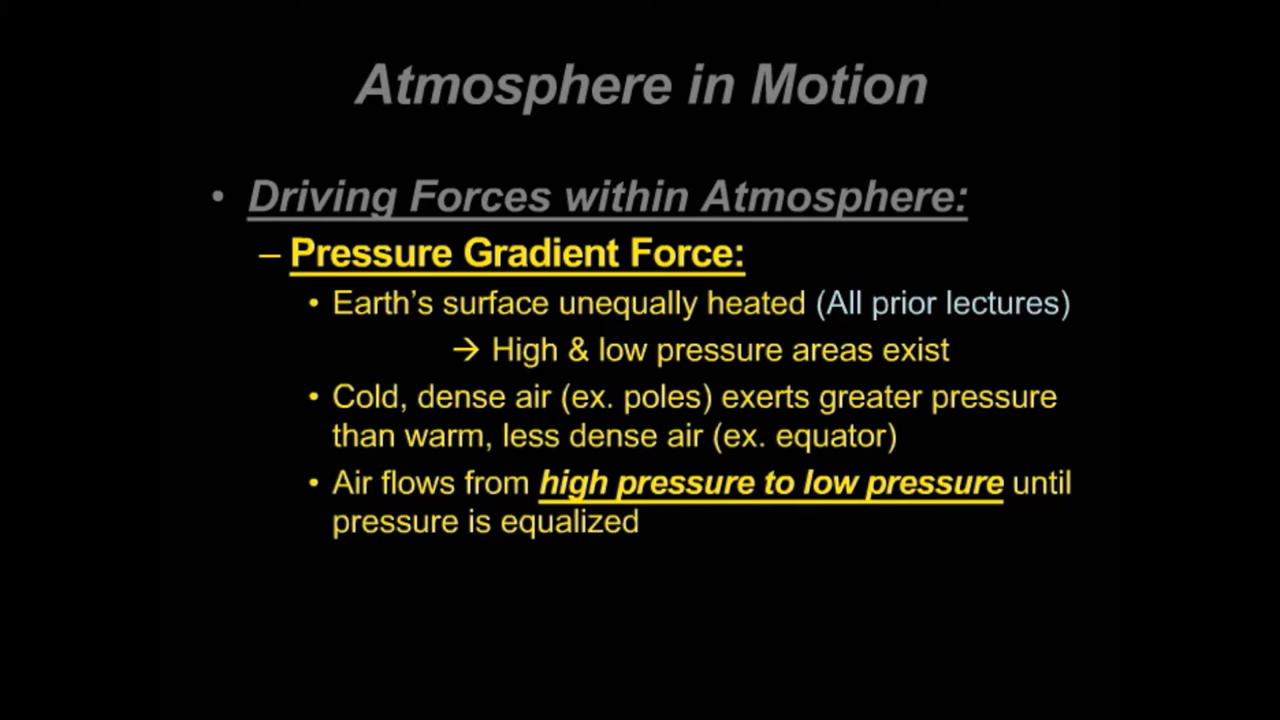 Atmosphere in Motion
• Driving Forces within Atmosphere:
– Pressure Gradient Force:
• Earth's surface unequally heated (All prior lectures)
→ High & low pressure areas exist
• Cold, dense air (ex. poles) exerts greater pressure
than warm, less dense air (ex. equator)
• Air flows from high pressure to low pressure until
pressure is equalized